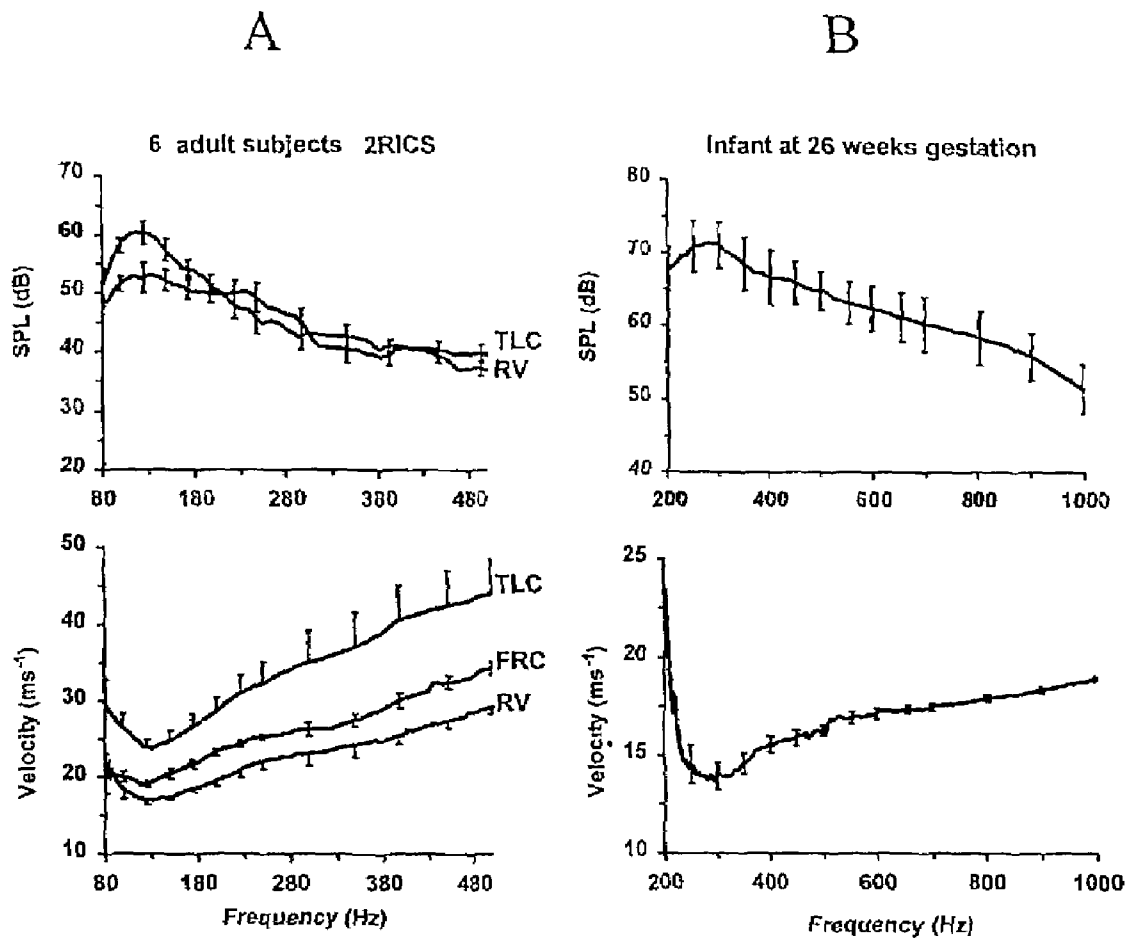 A
B
6 adult subjects 2RICS
Infant at 26 weeks gestation
70
60
50
40
30
20
SPL (dB)
TLC
RV
80 180 280 380 480
80
70
60
50
40
SPL (dB)
200 400 600 800 1000
50
40
30
20
10
Velocity (ms⁻¹)
TLC
FRC
RV
80 180 280 380 480
Frequency (Hz)
25
20
15
10
Velocity (ms⁻¹)
200 400 600 800 1000
Frequency (Hz)